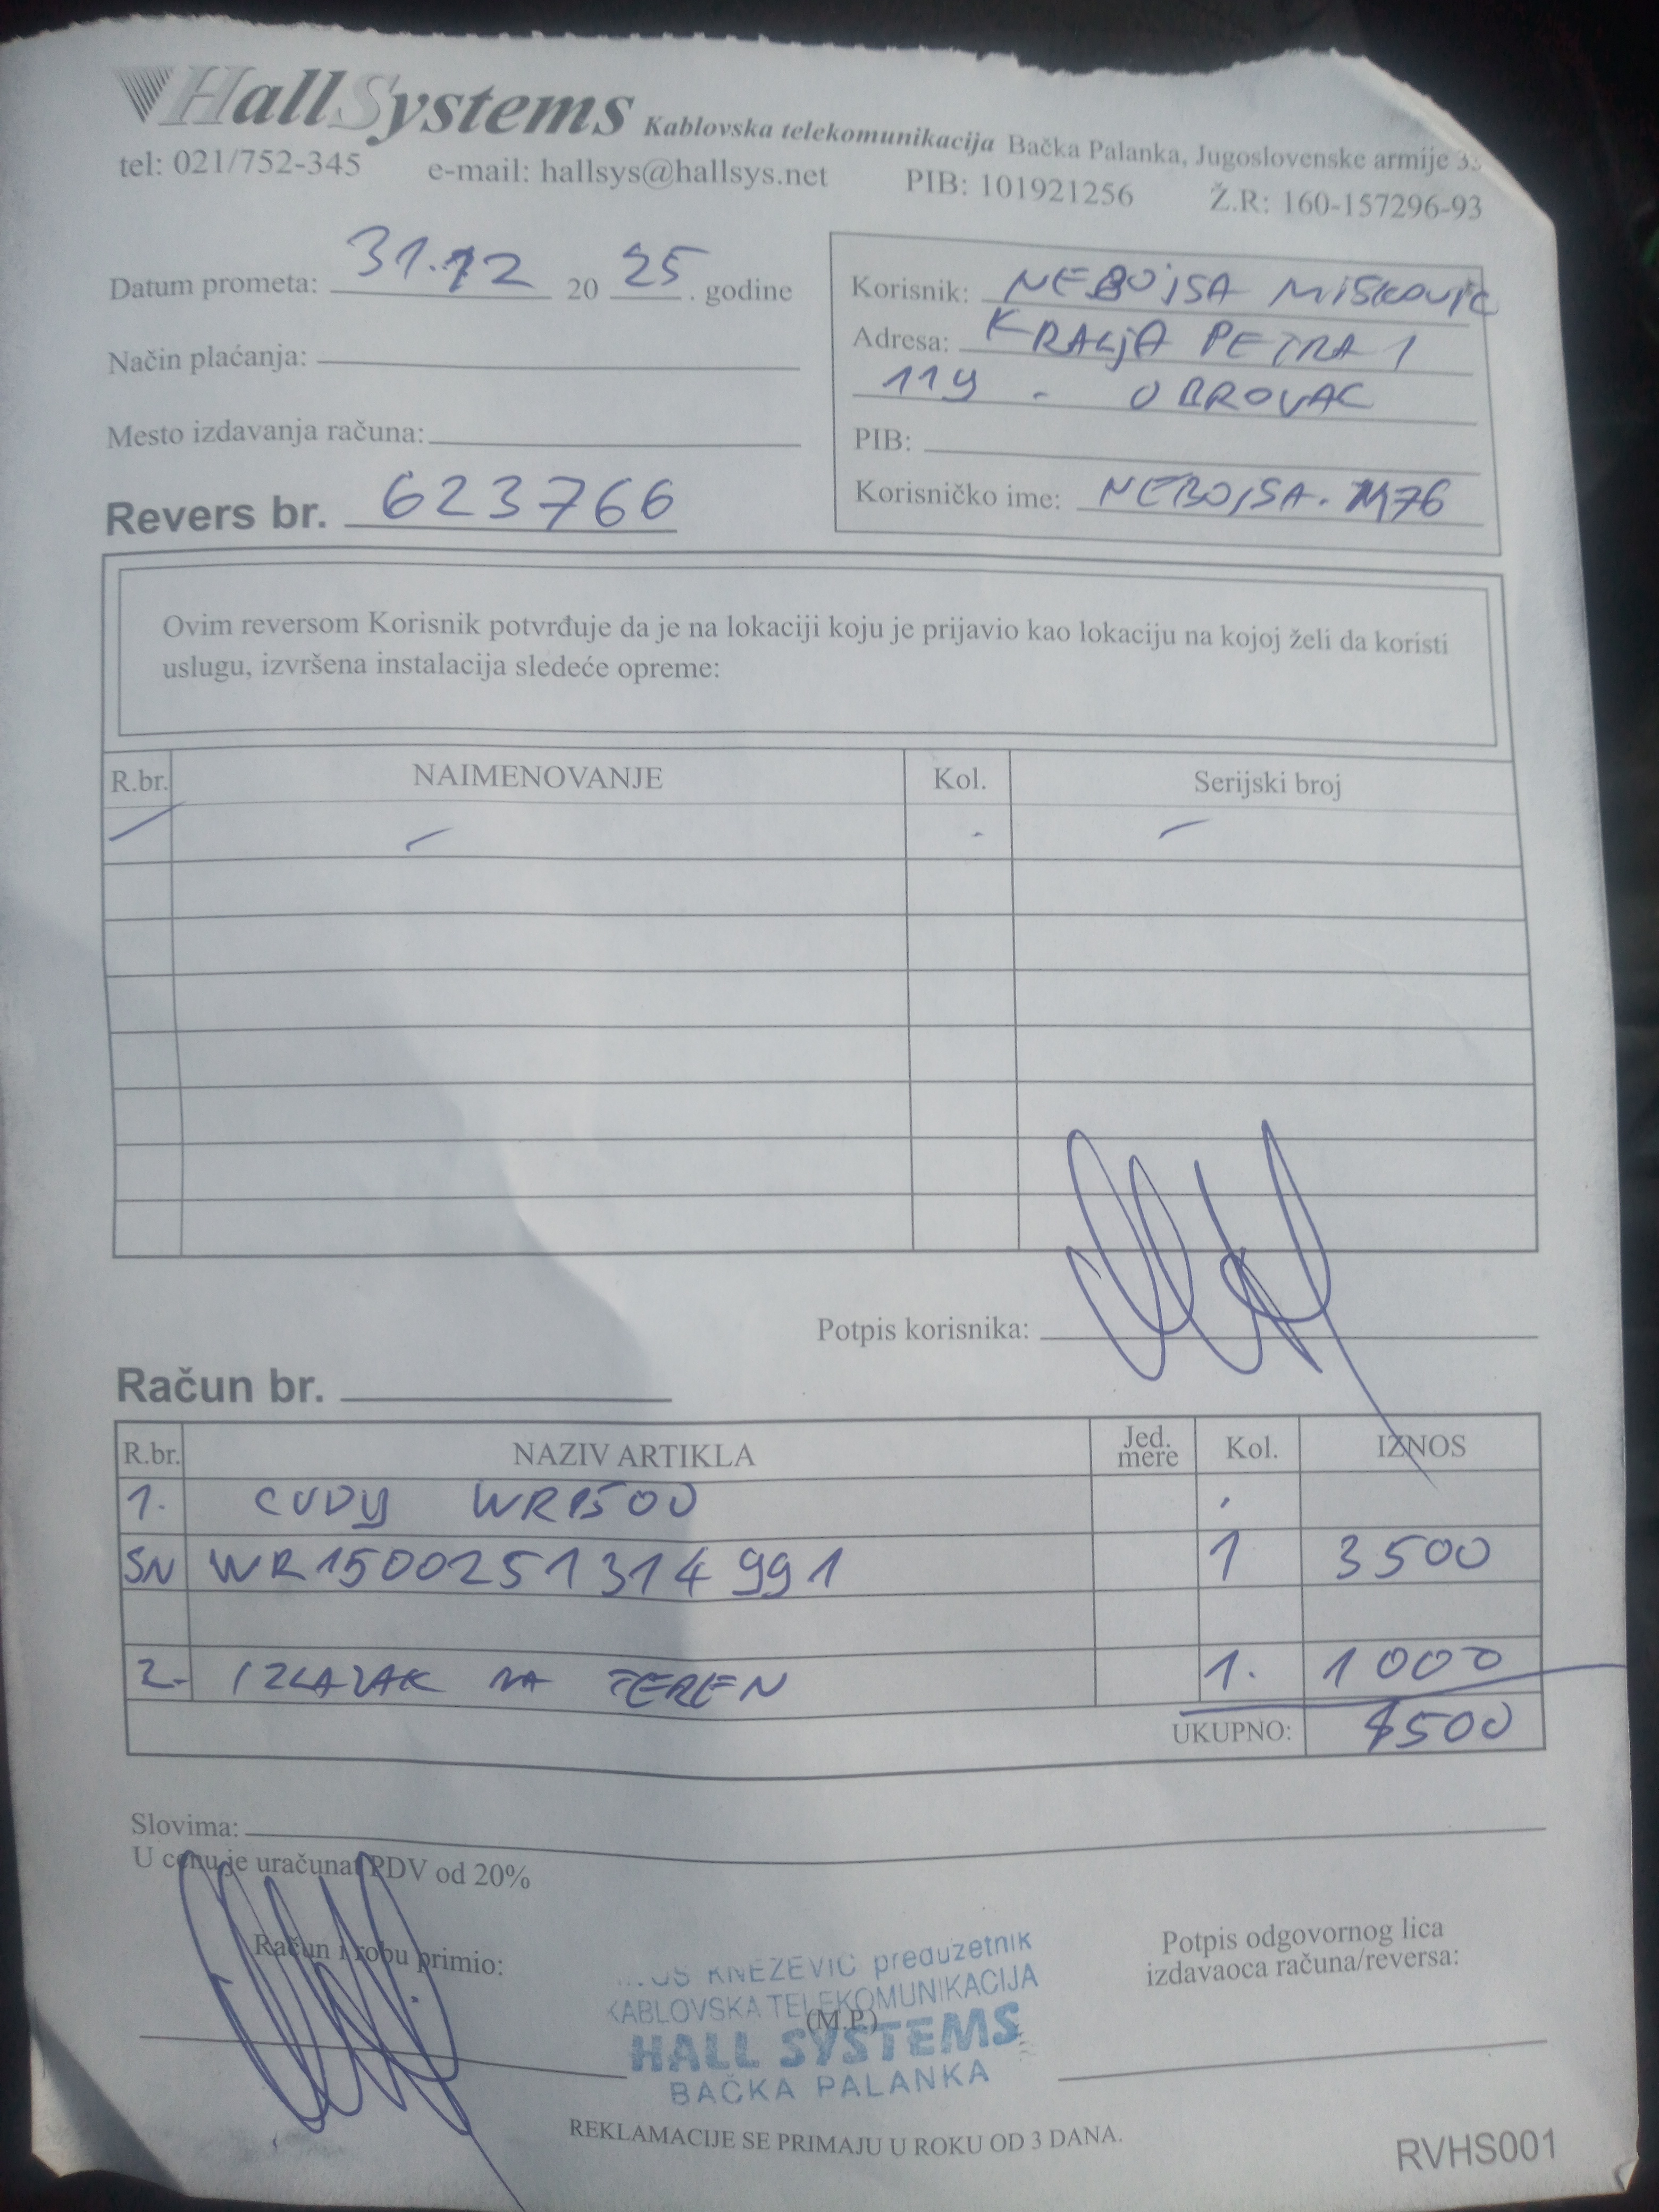 HallSystems Kablovska telekomunikacija Bačka Palanka, Jugoslovenske armije
tel: 021/752-345 e-mail: hallsys@hallsys.net PIB: 101921256 Ž.R: 160-157296-93
Datum prometa: 31.12 2025. godine
Način plaćanja:
Mesto izdavanja računa:
Revers br. 623766
Korisnik: NEBOJSA MISKOVIC
Adresa: KRALJA PETRA 1
119 - OBROVAC
PIB:
Korisničko ime: NEBOJSA.M76
Ovim reversom Korisnik potvrđuje da je na lokaciji koju je prijavio kao lokaciju na kojoj želi da koristi
uslugu, izvršena instalacija sledeće opreme:
R.br. NAIMENOVANJE Kol. Serijski broj
Potpis korisnika:
Račun br.
R.br. NAZIV ARTIKLA Jed. mere Kol. IZNOS
1. CUDY WR1500
SN WR1500251314991 1 3500
2. IZLAZAK NA TEREN 1. 1000
UKUPNO: 4500
Slovima:
U cenu je uračunat PDV od 20%
Račun i robu primio:
KNEZEVIC preduzetnik
KABLOVSKA TELEKOMUNIKACIJA
(M.P.)
HALL SYSTEMS
BAČKA PALANKA
Potpis odgovornog lica
izdavaoca računa/reversa:
REKLAMACIJE SE PRIMAJU U ROKU OD 3 DANA.
RVHS001